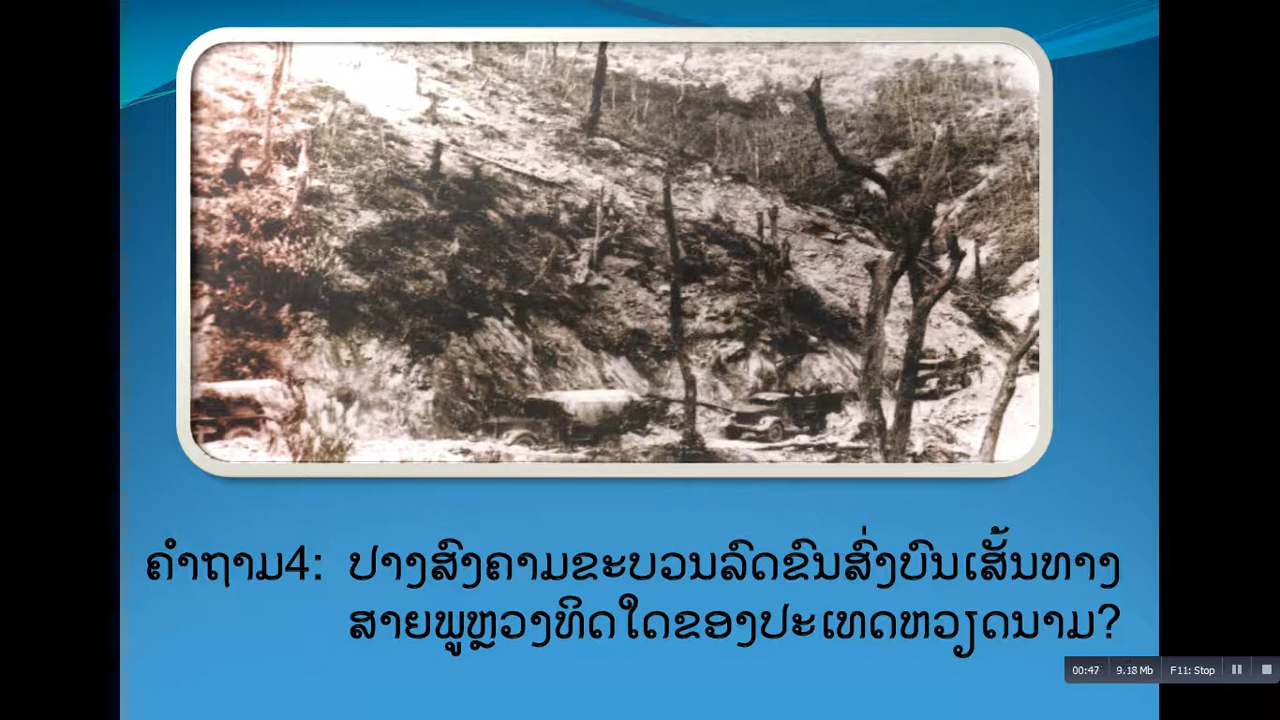 ຄຳຖາມ4: ປາງສົງຄາມຂະບວນລົດຂົນສົ່ງບົນເສັ້ນທາງ
ສາຍພູຫຼວງທິດໃດຂອງປະເທດຫວຽດນາມ?
00:47 9.18 Mb F11: Stop